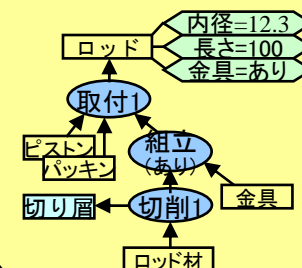 内径=12.3
ロッド
長さ=100
金具=あり
取付1
ピストン
パッキン
組立
(あり)
切り屑
切削1
金具
ロッド材